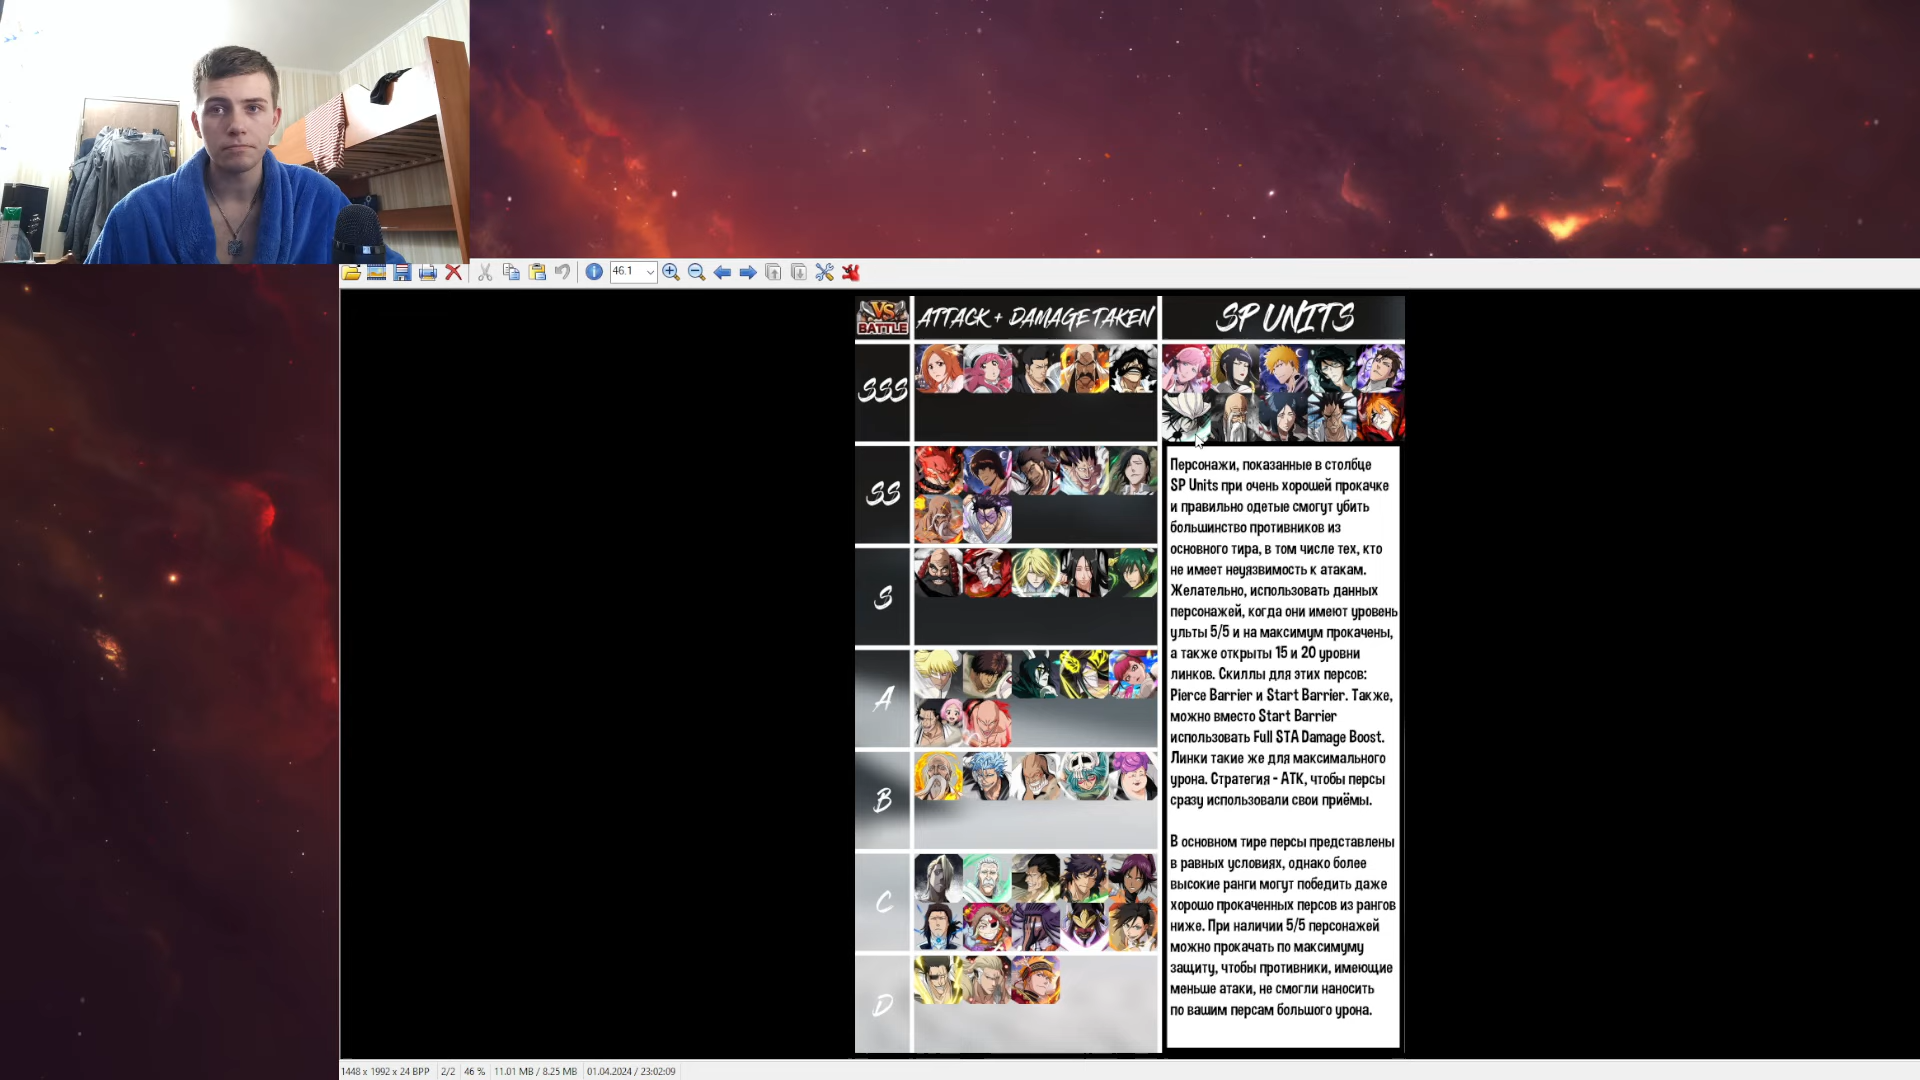 46.1
VS
BATTLE
ATTACK + DAMAGE TAKEN
SP UNITS
SSS
SS
S
A
B
C
D
Персонажи, показанные в столбце
SP Units при очень хорошей прокачке
и правильно одетые смогут убить
большинство противников из
основного тира, в том числе тех, кто
не имеет неуязвимость к атакам.
Желательно, использовать данных
персонажей, когда они имеют уровень
ульты 5/5 и на максимум прокачены,
а также открыты 15 и 20 уровни
линков. Скиллы для этих персов:
Pierce Barrier и Start Barrier. Также,
можно вместо Start Barrier
использовать Full STA Damage Boost.
Линки такие же для максимального
урона. Стратегия - АТК, чтобы персы
сразу использовали свои приёмы.
В основном тире персы представлены
в равных условиях, однако более
высокие ранги могут победить даже
хорошо прокаченных персов из рангов
ниже. При наличии 5/5 персонажей
можно прокачать по максимуму
защиту, чтобы противники, имеющие
меньше атаки, не смогли наносить
по вашим персам большого урона.
1448 x 1992 x 24 BPP 2/2 46 % 11.01 MB / 8.25 MB 01.04.2024 / 23:02:09